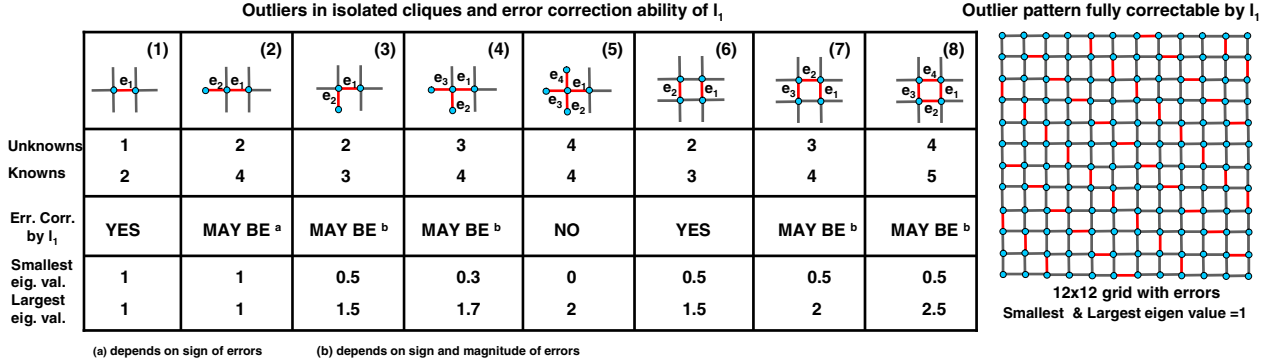 Outliers in isolated cliques and error correction ability of l₁
Outlier pattern fully correctable by l₁
(1) (2) (3) (4) (5) (6) (7) (8)
e₁
e₂ e₁
e₁ e₂
e₃ e₁ e₂
e₄ e₁ e₃ e₂
e₂ e₁
e₂ e₃ e₁
e₄ e₃ e₁ e₂
Unknowns 1 2 2 3 4 2 3 4
Knowns 2 4 3 4 4 3 4 5
Err. Corr. by l₁ YES MAY BE ᵃ MAY BE ᵇ MAY BE ᵇ NO YES MAY BE ᵇ MAY BE ᵇ
Smallest eig. val. 1 1 0.5 0.3 0 0.5 0.5 0.5
Largest eig. val. 1 1 1.5 1.7 2 1.5 2 2.5
12x12 grid with errors
Smallest & Largest eigen value =1
(a) depends on sign of errors (b) depends on sign and magnitude of errors